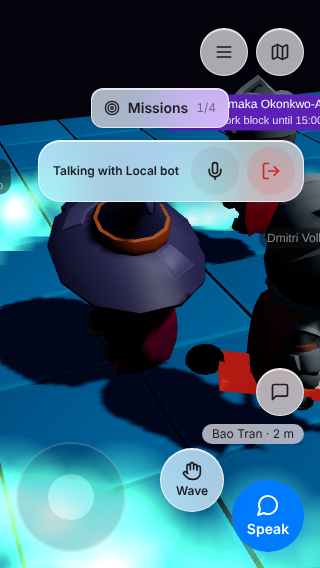 Missions 1/4
maka Okonkwo-A
ork block until 15:00
Talking with Local bot
Dmitri Vol
Bao Tran · 2 m
Wave
Speak